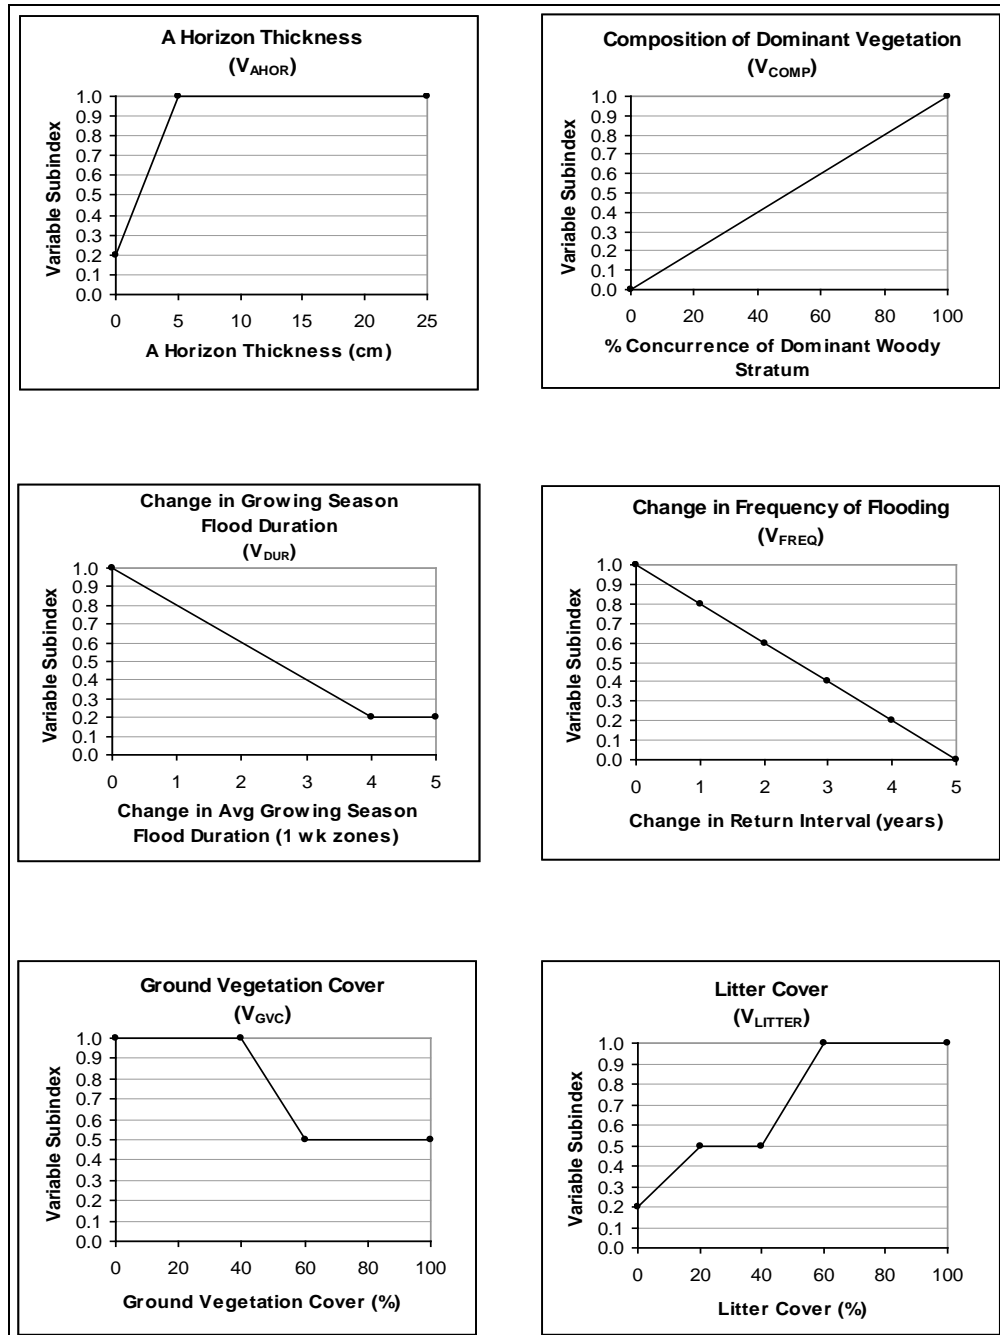 A Horizon Thickness
(VAHOR)
Variable Subindex
1.0
0.9
0.8
0.7
0.6
0.5
0.4
0.3
0.2
0.1
0.0
0 5 10 15 20 25
A Horizon Thickness (cm)
Composition of Dominant Vegetation
(VCOMP)
Variable Subindex
1.0
0.9
0.8
0.7
0.6
0.5
0.4
0.3
0.2
0.1
0.0
0 20 40 60 80 100
% Concurrence of Dominant Woody
Stratum
Change in Growing Season
Flood Duration
(VDUR)
Variable Subindex
1.0
0.9
0.8
0.7
0.6
0.5
0.4
0.3
0.2
0.1
0.0
0 1 2 3 4 5
Change in Avg Growing Season
Flood Duration (1 wk zones)
Change in Frequency of Flooding
(VFREQ)
Variable Subindex
1.0
0.9
0.8
0.7
0.6
0.5
0.4
0.3
0.2
0.1
0.0
0 1 2 3 4 5
Change in Return Interval (years)
Ground Vegetation Cover
(VGVC)
Variable Subindex
1.0
0.9
0.8
0.7
0.6
0.5
0.4
0.3
0.2
0.1
0.0
0 20 40 60 80 100
Ground Vegetation Cover (%)
Litter Cover
(VLITTER)
Variable Subindex
1.0
0.9
0.8
0.7
0.6
0.5
0.4
0.3
0.2
0.1
0.0
0 20 40 60 80 100
Litter Cover (%)